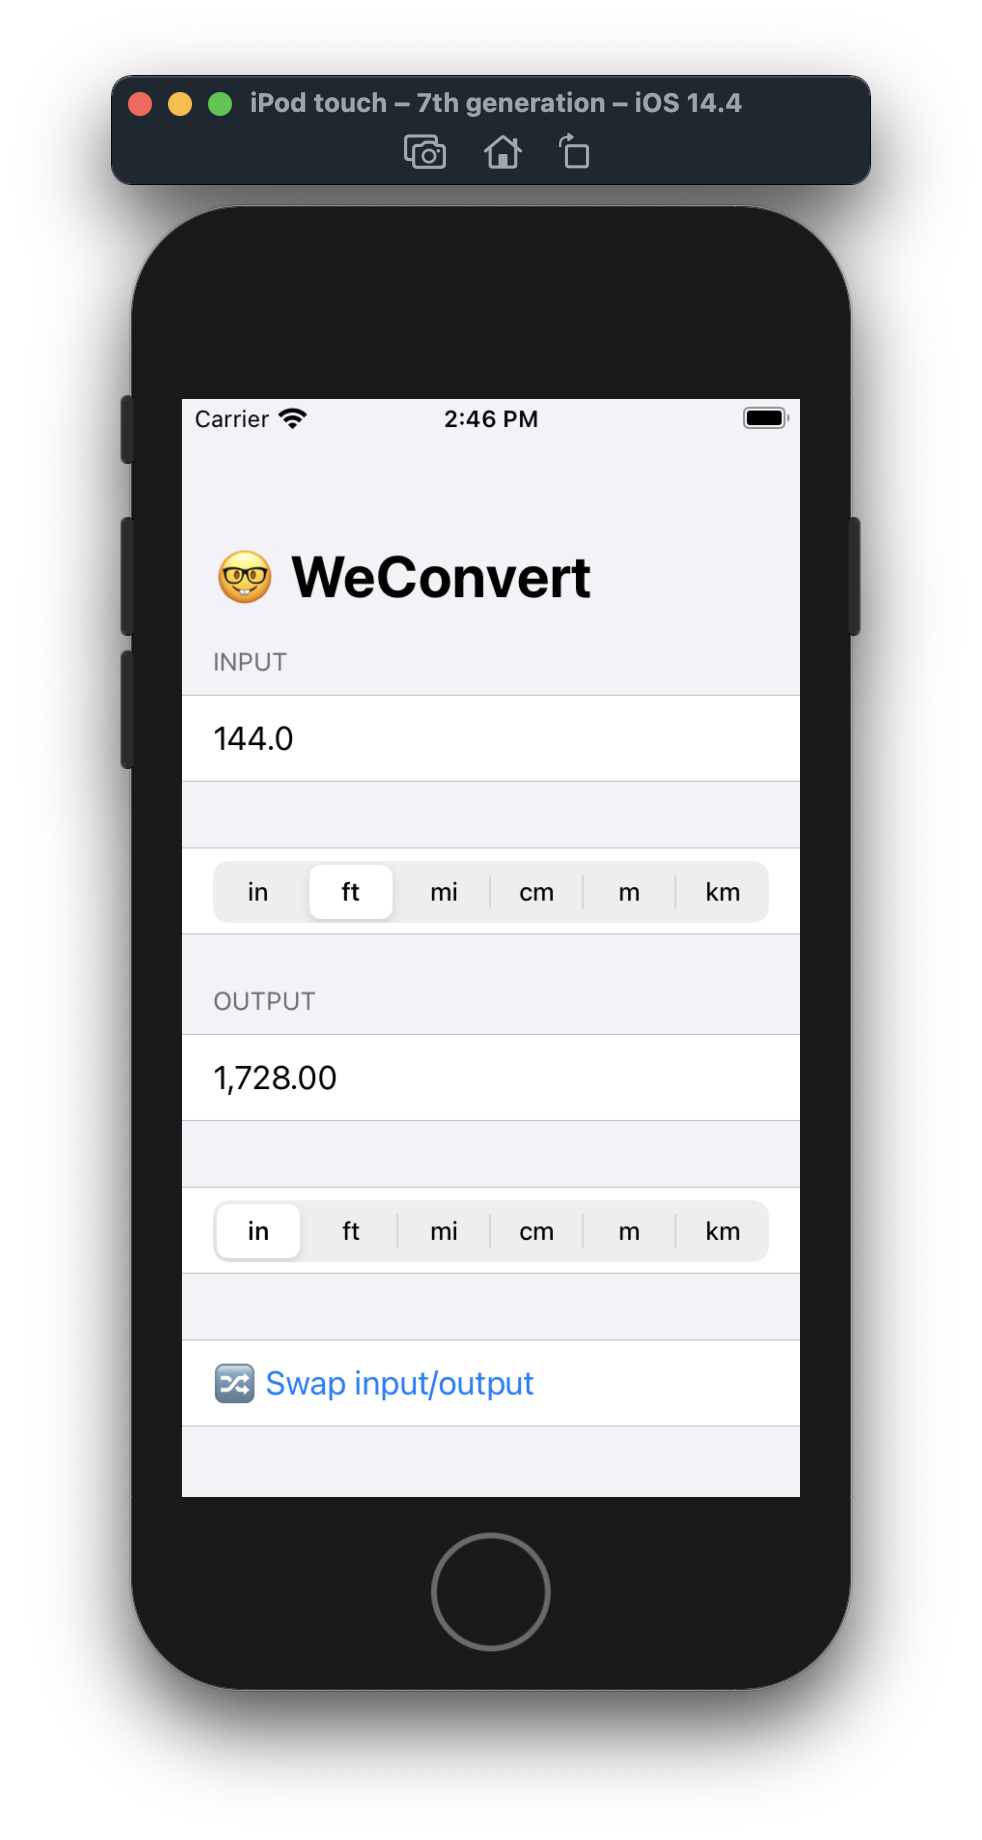 iPod touch – 7th generation – iOS 14.4
Carrier 2:46 PM
🤓 WeConvert
INPUT
144.0
in ft mi cm m km
OUTPUT
1,728.00
in ft mi cm m km
🔀 Swap input/output